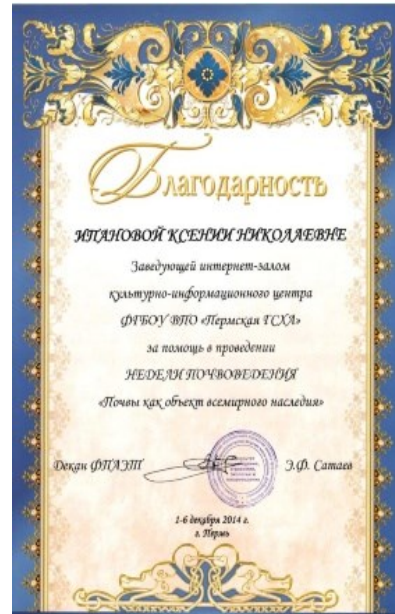 Благодарность
ИПАНОВОЙ КСЕНИИ НИКОЛАЕВНЕ
Заведующей интернет-залом
культурно-информационного центра
ФГБОУ ВПО «Пермская ГСХА»
за помощь в проведении
НЕДЕЛИ ПОЧВОВЕДЕНИЯ
«Почвы как объект всемирного наследия»
Декан ФПАЭТ Э.Ф. Сатаев
1-6 декабря 2014 г.
г. Пермь